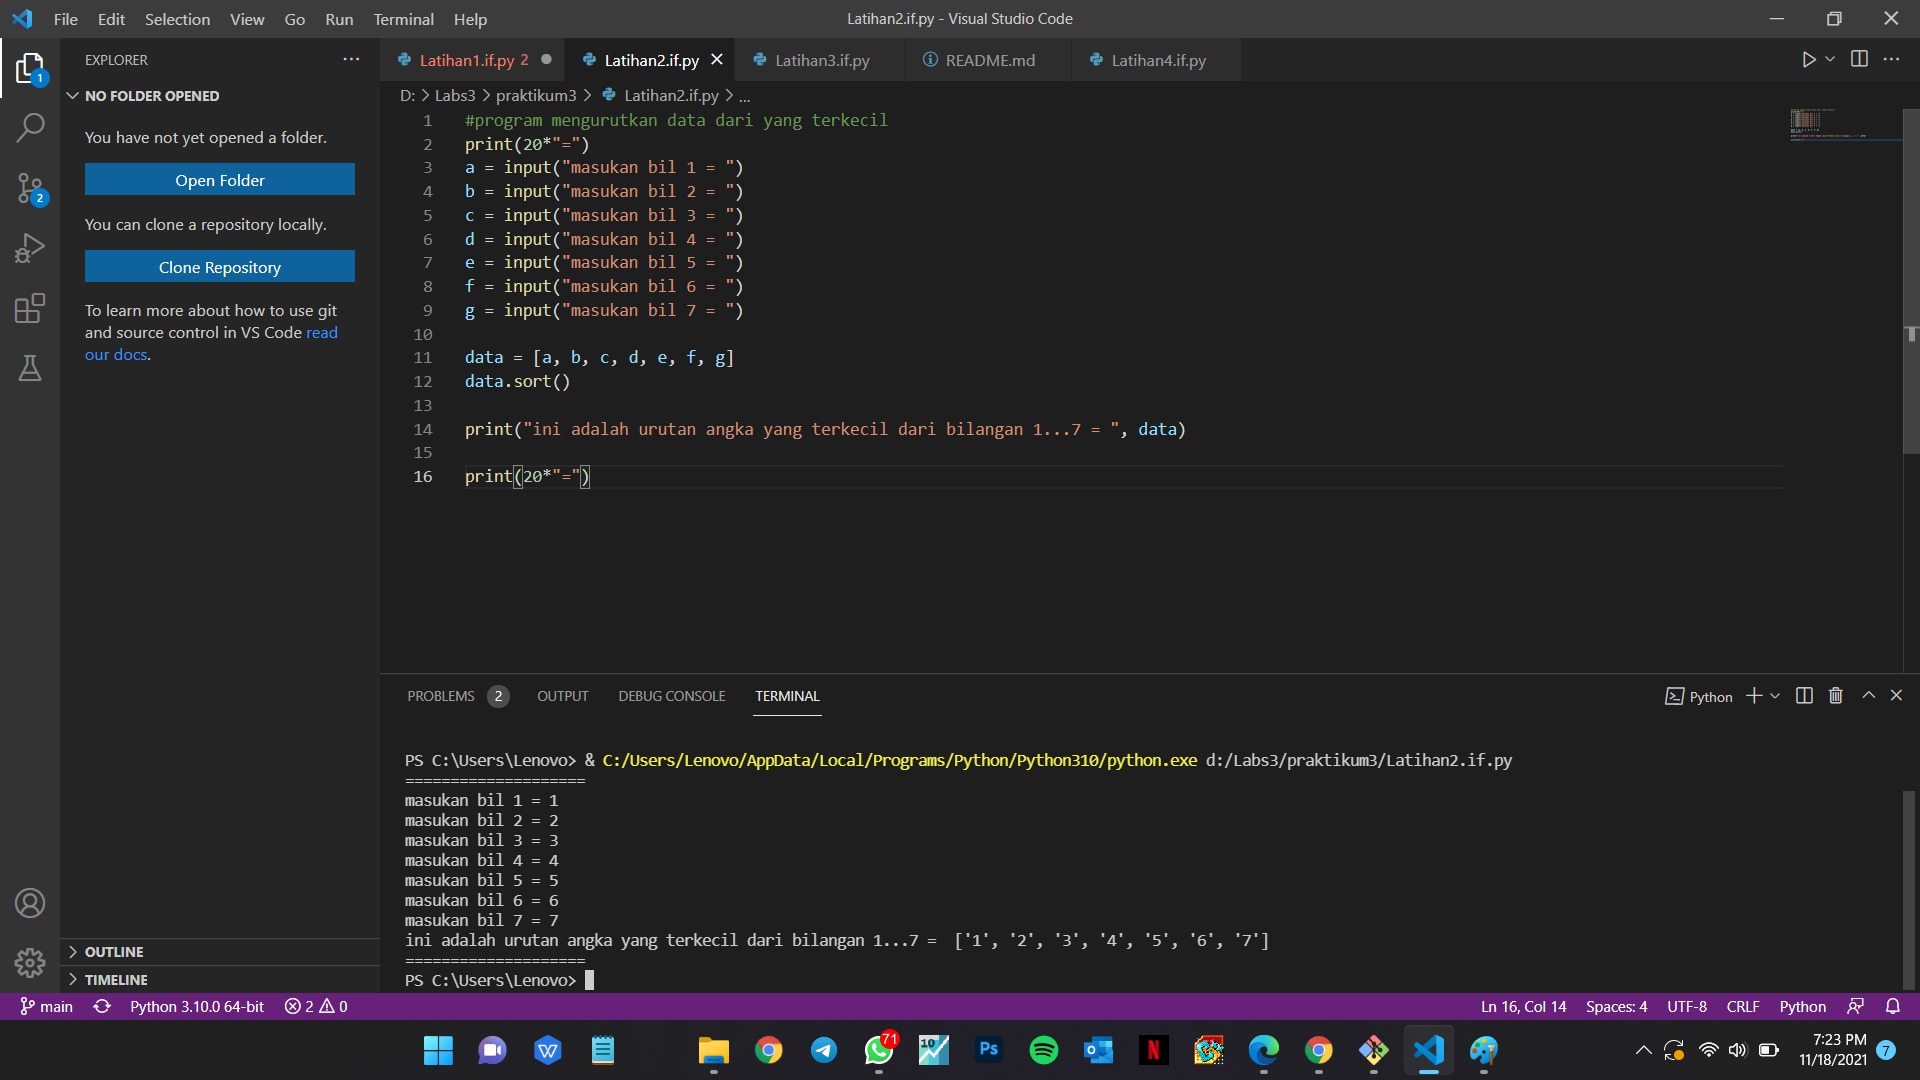 File Edit Selection View Go Run Terminal Help
Latihan2.if.py - Visual Studio Code
EXPLORER
NO FOLDER OPENED
You have not yet opened a folder.
Open Folder
You can clone a repository locally.
Clone Repository
To learn more about how to use git
and source control in VS Code read
our docs.
OUTLINE
TIMELINE
1
2
Latihan1.if.py 2
Latihan2.if.py
Latihan3.if.py
README.md
Latihan4.if.py
D: > Labs3 > praktikum3 > Latihan2.if.py > ...
1 #program mengurutkan data dari yang terkecil
2 print(20*"=")
3 a = input("masukan bil 1 = ")
4 b = input("masukan bil 2 = ")
5 c = input("masukan bil 3 = ")
6 d = input("masukan bil 4 = ")
7 e = input("masukan bil 5 = ")
8 f = input("masukan bil 6 = ")
9 g = input("masukan bil 7 = ")
10
11 data = [a, b, c, d, e, f, g]
12 data.sort()
13
14 print("ini adalah urutan angka yang terkecil dari bilangan 1...7 = ", data)
15
16 print(20*"=")
PROBLEMS 2 OUTPUT DEBUG CONSOLE TERMINAL
Python
PS C:\Users\Lenovo> & C:/Users/Lenovo/AppData/Local/Programs/Python/Python310/python.exe d:/Labs3/praktikum3/Latihan2.if.py
====================
masukan bil 1 = 1
masukan bil 2 = 2
masukan bil 3 = 3
masukan bil 4 = 4
masukan bil 5 = 5
masukan bil 6 = 6
masukan bil 7 = 7
ini adalah urutan angka yang terkecil dari bilangan 1...7 =  ['1', '2', '3', '4', '5', '6', '7']
====================
PS C:\Users\Lenovo>
main Python 3.10.0 64-bit 2 0
Ln 16, Col 14 Spaces: 4 UTF-8 CRLF Python
71
10
Ps
N
7:23 PM
11/18/2021
7